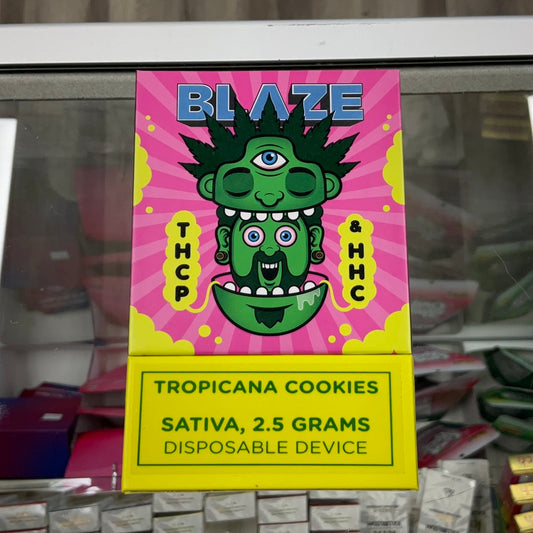 BLAZE
THCP
& HHC
TROPICANA COOKIES
SATIVA, 2.5 GRAMS
DISPOSABLE DEVICE